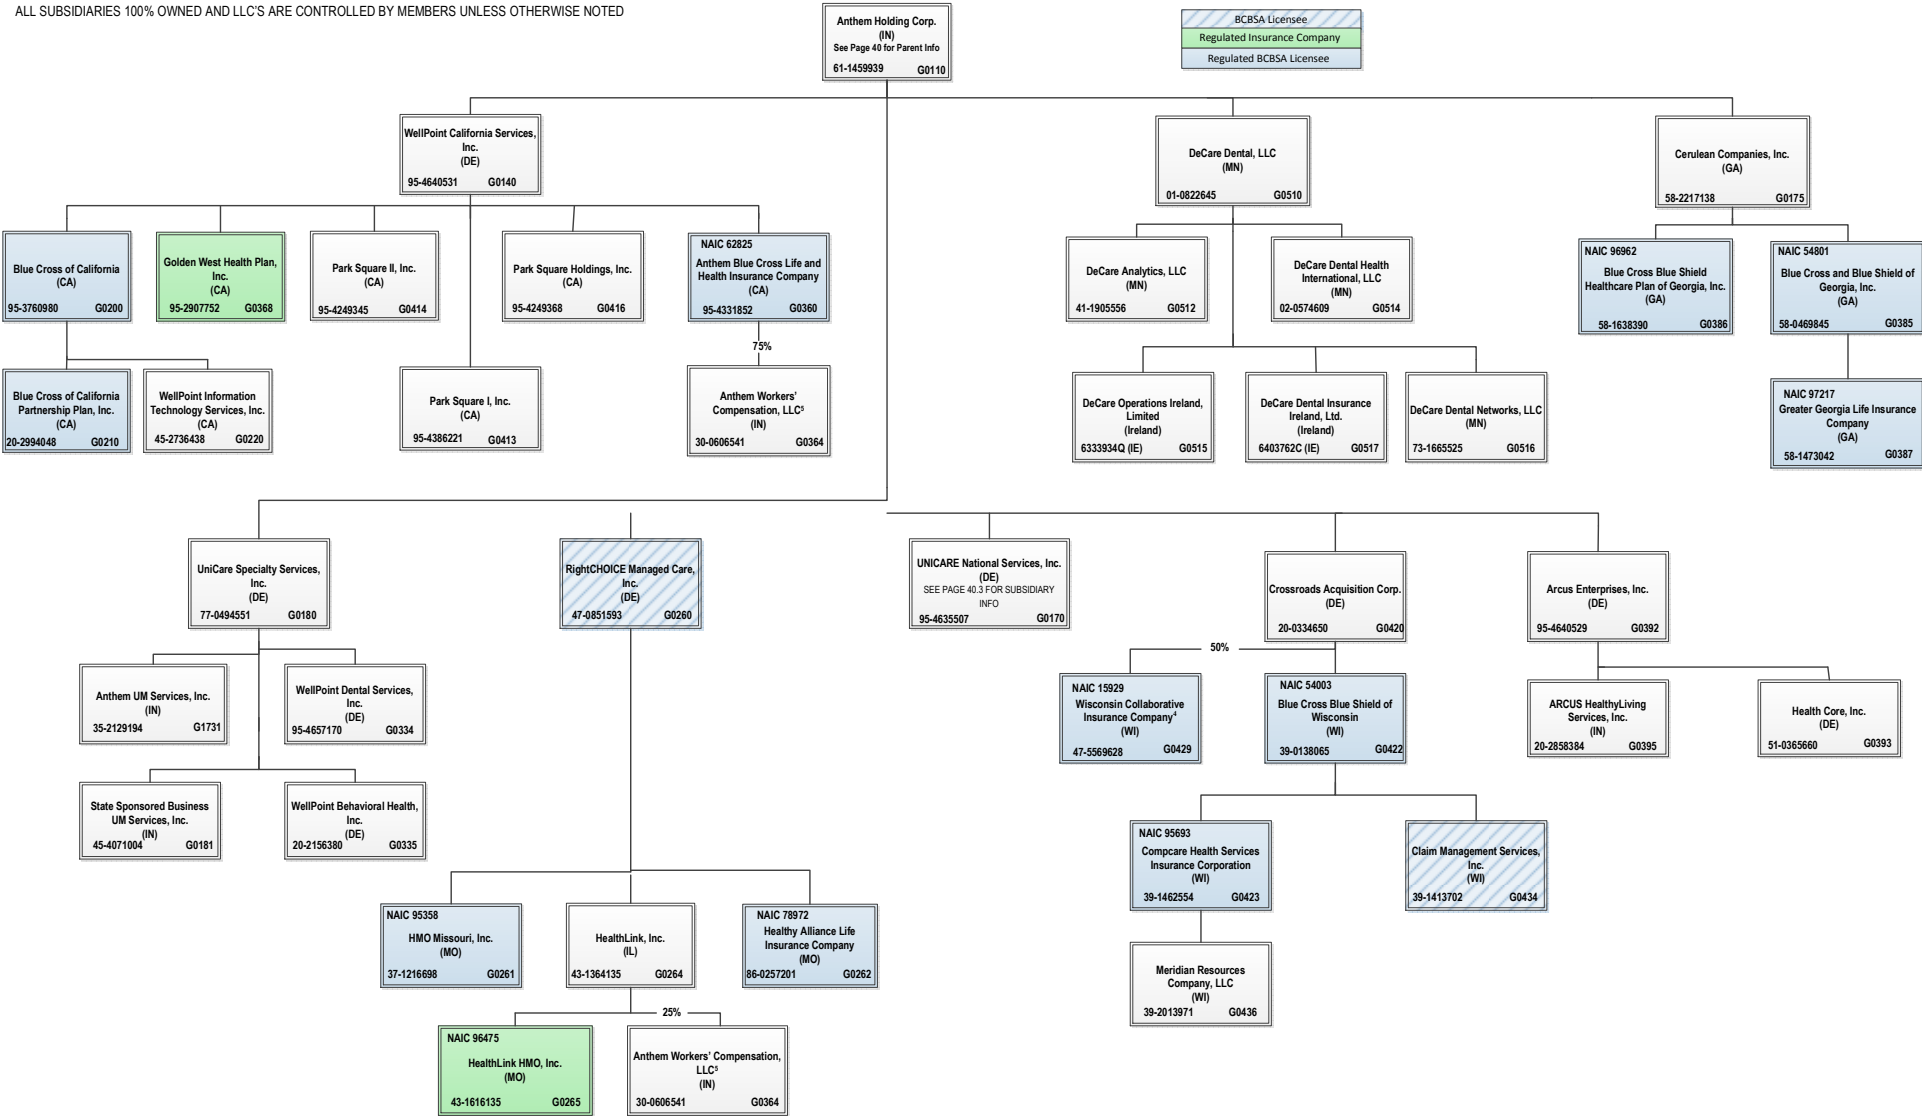 ALL SUBSIDIARIES 100% OWNED AND LLC'S ARE CONTROLLED BY MEMBERS UNLESS OTHERWISE NOTED
Anthem Holding Corp.
(IN)
See Page 40 for Parent Info
61-1459939 G0110
BCBSA Licensee
Regulated Insurance Company
Regulated BCBSA Licensee
WellPoint California Services,
Inc.
(DE)
95-4640531 G0140
DeCare Dental, LLC
(MN)
01-0822645 G0510
Cerulean Companies, Inc.
(GA)
58-2217138 G0175
Blue Cross of California
(CA)
95-3760980 G0200
Golden West Health Plan,
Inc.
(CA)
95-2907752 G0368
Park Square II, Inc.
(CA)
95-4249345 G0414
Park Square Holdings, Inc.
(CA)
95-4249368 G0416
NAIC 62825
Anthem Blue Cross Life and
Health Insurance Company
(CA)
95-4331852 G0360
DeCare Analytics, LLC
(MN)
41-1905556 G0512
DeCare Dental Health
International, LLC
(MN)
02-0574609 G0514
NAIC 96962
Blue Cross Blue Shield
Healthcare Plan of Georgia, Inc.
(GA)
58-1638390 G0386
NAIC 54801
Blue Cross and Blue Shield of
Georgia, Inc.
(GA)
58-0469845 G0385
75%
Blue Cross of California
Partnership Plan, Inc.
(CA)
20-2994048 G0210
WellPoint Information
Technology Services, Inc.
(CA)
45-2736438 G0220
Park Square I, Inc.
(CA)
95-4386221 G0413
Anthem Workers'
Compensation, LLC⁵
(IN)
30-0606541 G0364
DeCare Operations Ireland,
Limited
(Ireland)
6333934Q (IE) G0515
DeCare Dental Insurance
Ireland, Ltd.
(Ireland)
6403762C (IE) G0517
DeCare Dental Networks, LLC
(MN)
73-1665525 G0516
NAIC 97217
Greater Georgia Life Insurance
Company
(GA)
58-1473042 G0387
UniCare Specialty Services,
Inc.
(DE)
77-0494551 G0180
RightCHOICE Managed Care,
Inc.
(DE)
47-0851593 G0260
UNICARE National Services, Inc.
(DE)
SEE PAGE 40.3 FOR SUBSIDIARY
INFO
95-4635507 G0170
Crossroads Acquisition Corp.
(DE)
20-0334650 G0420
Arcus Enterprises, Inc.
(DE)
95-4640529 G0392
50%
Anthem UM Services, Inc.
(IN)
35-2129194 G1731
WellPoint Dental Services,
Inc.
(DE)
95-4657170 G0334
NAIC 15929
Wisconsin Collaborative
Insurance Company⁴
(WI)
47-5569628 G0429
NAIC 54003
Blue Cross Blue Shield of
Wisconsin
(WI)
39-0138065 G0422
ARCUS HealthyLiving
Services, Inc.
(IN)
20-2858384 G0395
Health Core, Inc.
(DE)
51-0365660 G0393
State Sponsored Business
UM Services, Inc.
(IN)
45-4071004 G0181
WellPoint Behavioral Health,
Inc.
(DE)
20-2156380 G0335
NAIC 95693
Compcare Health Services
Insurance Corporation
(WI)
39-1462554 G0423
Claim Management Services,
Inc.
(WI)
39-1413702 G0434
NAIC 95358
HMO Missouri, Inc.
(MO)
37-1216698 G0261
HealthLink, Inc.
(IL)
43-1364135 G0264
NAIC 78972
Healthy Alliance Life
Insurance Company
(MO)
86-0257201 G0262
Meridian Resources
Company, LLC
(WI)
39-2013971 G0436
25%
NAIC 96475
HealthLink HMO, Inc.
(MO)
43-1616135 G0265
Anthem Workers' Compensation,
LLC⁵
(IN)
30-0606541 G0364